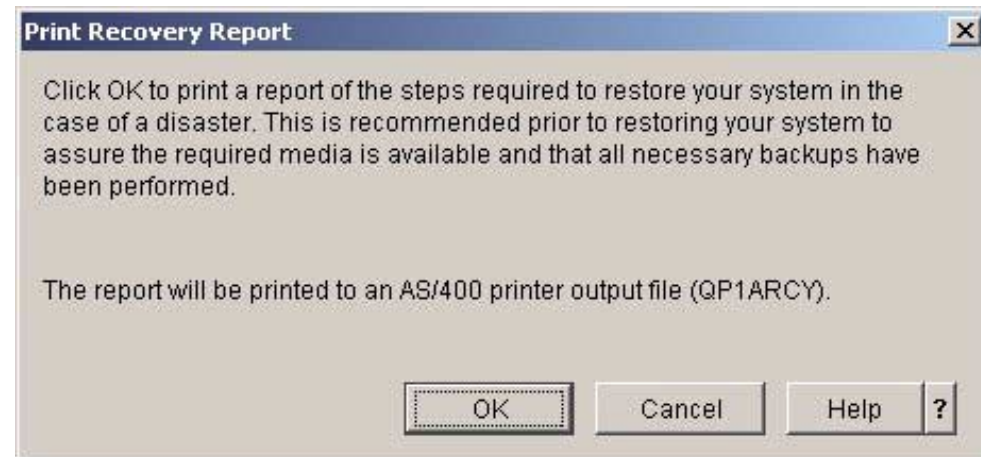 Print Recovery Report
Click OK to print a report of the steps required to restore your system in the
case of a disaster. This is recommended prior to restoring your system to
assure the required media is available and that all necessary backups have
been performed.
The report will be printed to an AS/400 printer output file (QP1ARCY).
OK Cancel Help ?